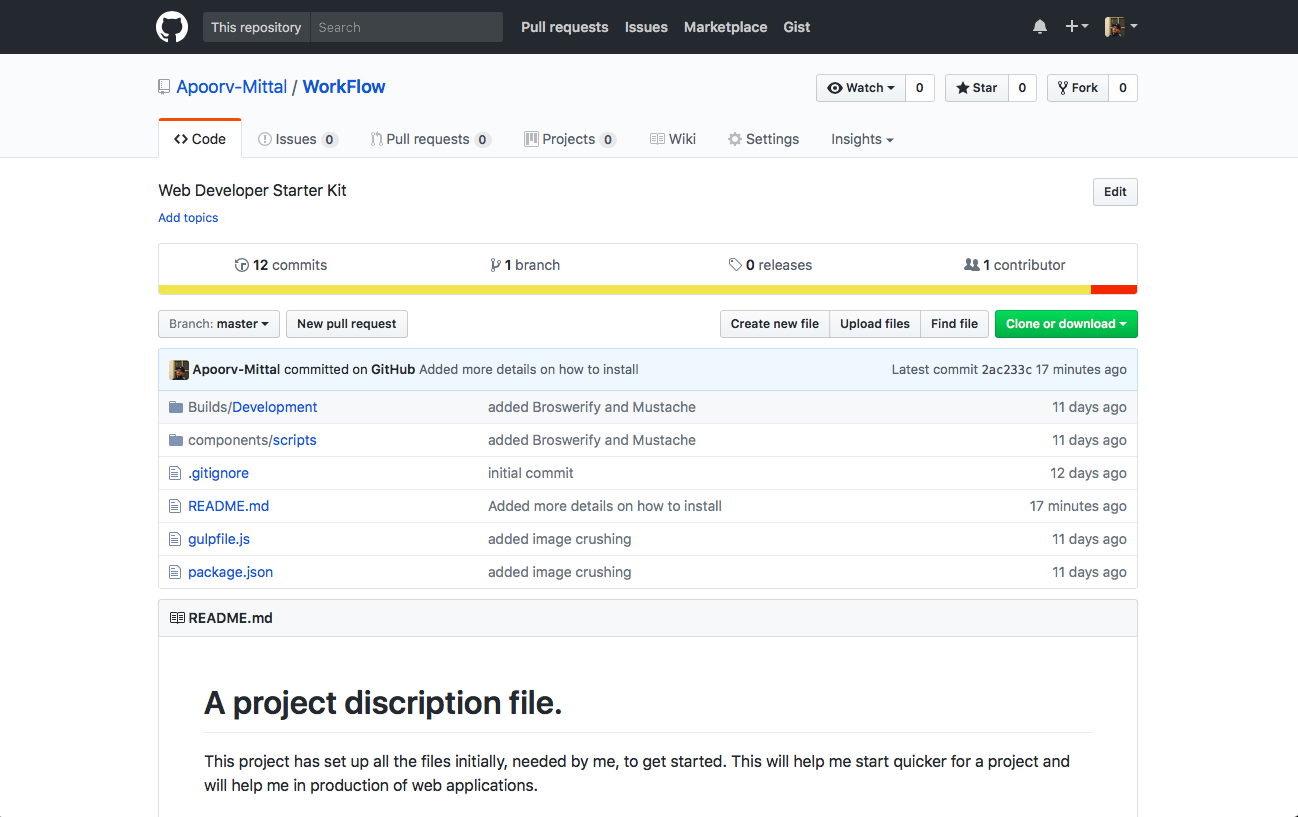 This repository Search Pull requests Issues Marketplace Gist
Apoorv-Mittal / WorkFlow Watch 0 Star 0 Fork 0
Code Issues 0 Pull requests 0 Projects 0 Wiki Settings Insights
Web Developer Starter Kit Edit
Add topics
12 commits 1 branch 0 releases 1 contributor
Branch: master New pull request Create new file Upload files Find file Clone or download
Apoorv-Mittal committed on GitHub Added more details on how to install Latest commit 2ac233c 17 minutes ago
Builds/Development added Broswerify and Mustache 11 days ago
components/scripts added Broswerify and Mustache 11 days ago
.gitignore initial commit 12 days ago
README.md Added more details on how to install 17 minutes ago
gulpfile.js added image crushing 11 days ago
package.json added image crushing 11 days ago
README.md
A project discription file.
This project has set up all the files initially, needed by me, to get started. This will help me start quicker for a project and
will help me in production of web applications.